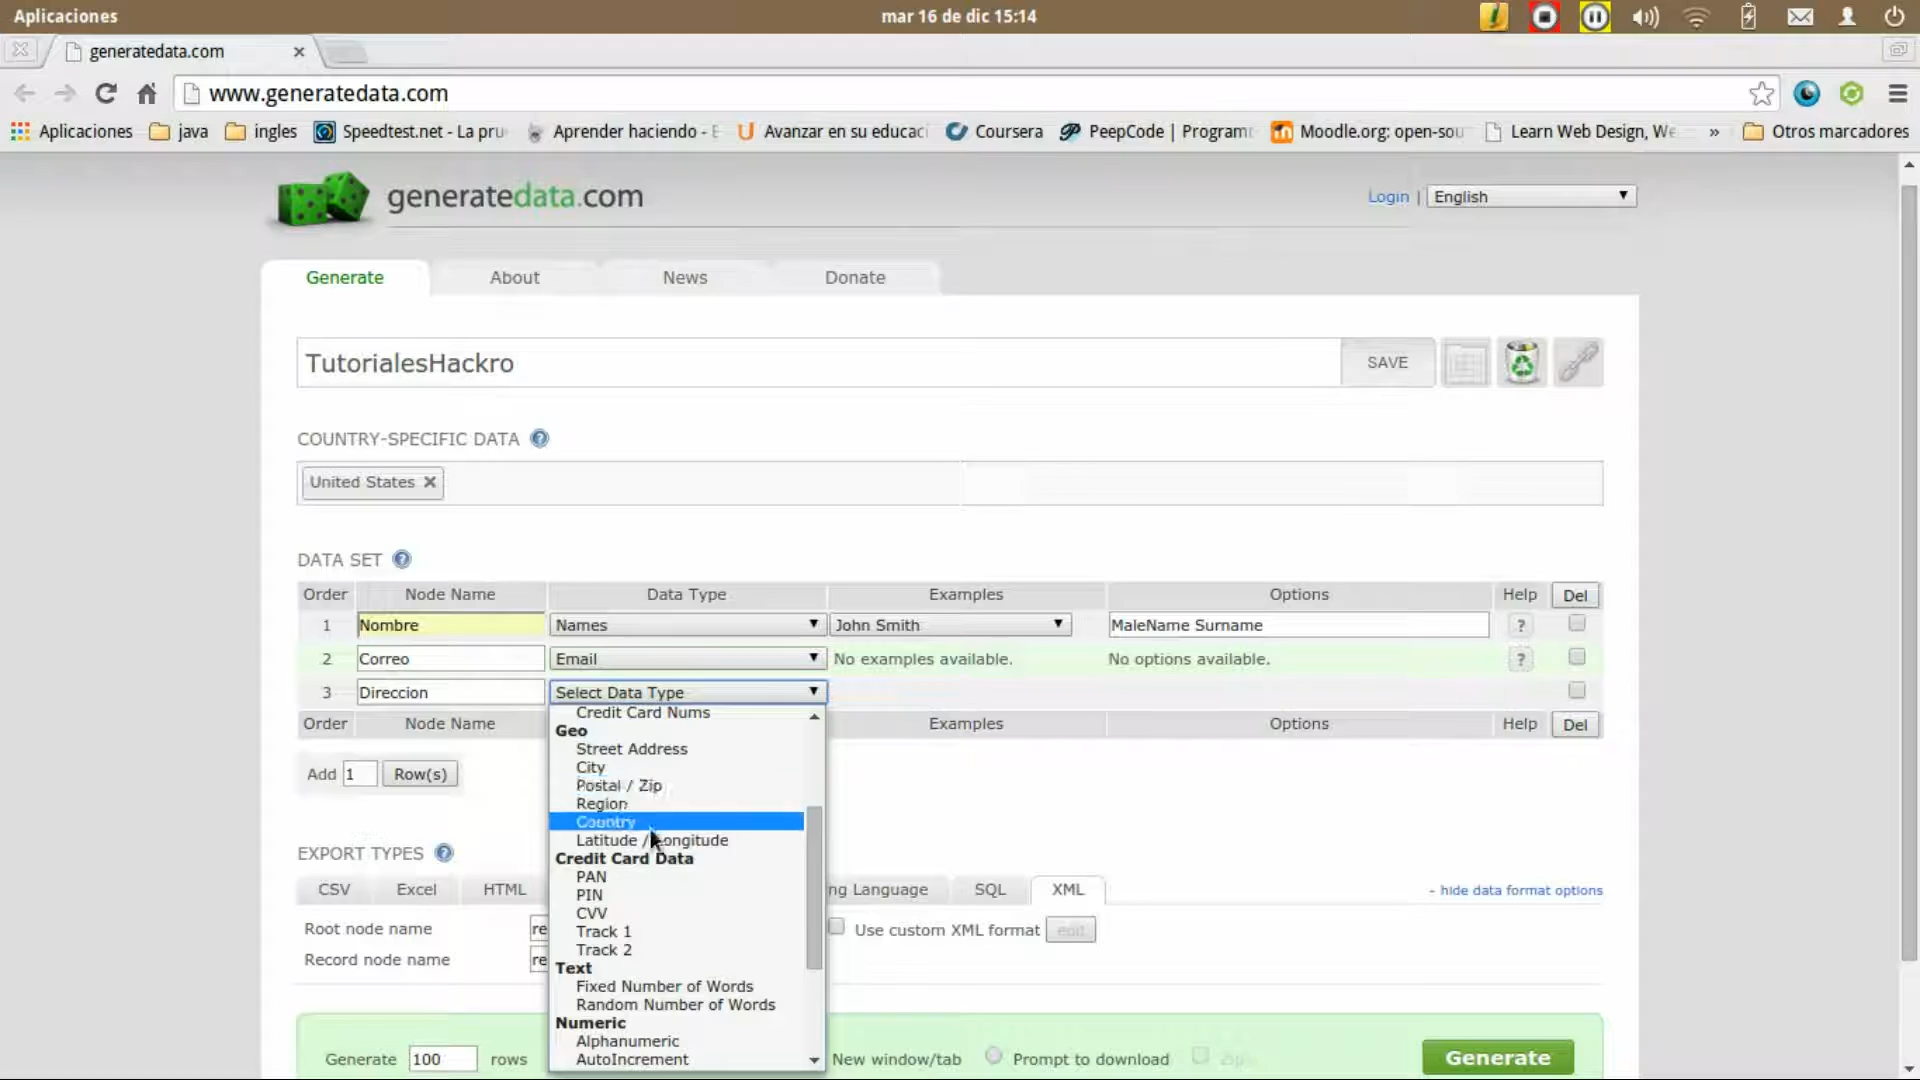 Aplicaciones mar 16 de dic 15:14
generatedata.com
www.generatedata.com
Aplicaciones java ingles Speedtest.net - La pru Aprender haciendo - E Avanzar en su educaci Coursera PeepCode | Program Moodle.org: open-sou Learn Web Design, We » Otros marcadores
generatedata.com
Login | English
Generate About News Donate
TutorialesHackro SAVE
COUNTRY-SPECIFIC DATA ?
United States
DATA SET ?
Order Node Name Data Type Examples Options Help Del
1 Nombre Names John Smith MaleName Surname ?
2 Correo Email No examples available. No options available. ?
3 Direccion Select Data Type
Order Node Name Examples Options Help Del
Credit Card Nums
Geo
Street Address
City
Postal / Zip
Region
Country
Latitude / Longitude
Credit Card Data
PAN
PIN
CVV
Track 1
Track 2
Text
Fixed Number of Words
Random Number of Words
Numeric
Alphanumeric
AutoIncrement
Add 1 Row(s)
EXPORT TYPES ?
CSV Excel HTML ng Language SQL XML - hide data format options
Root node name re Use custom XML format edit
Record node name re
Generate 100 rows New window/tab Prompt to download Generate